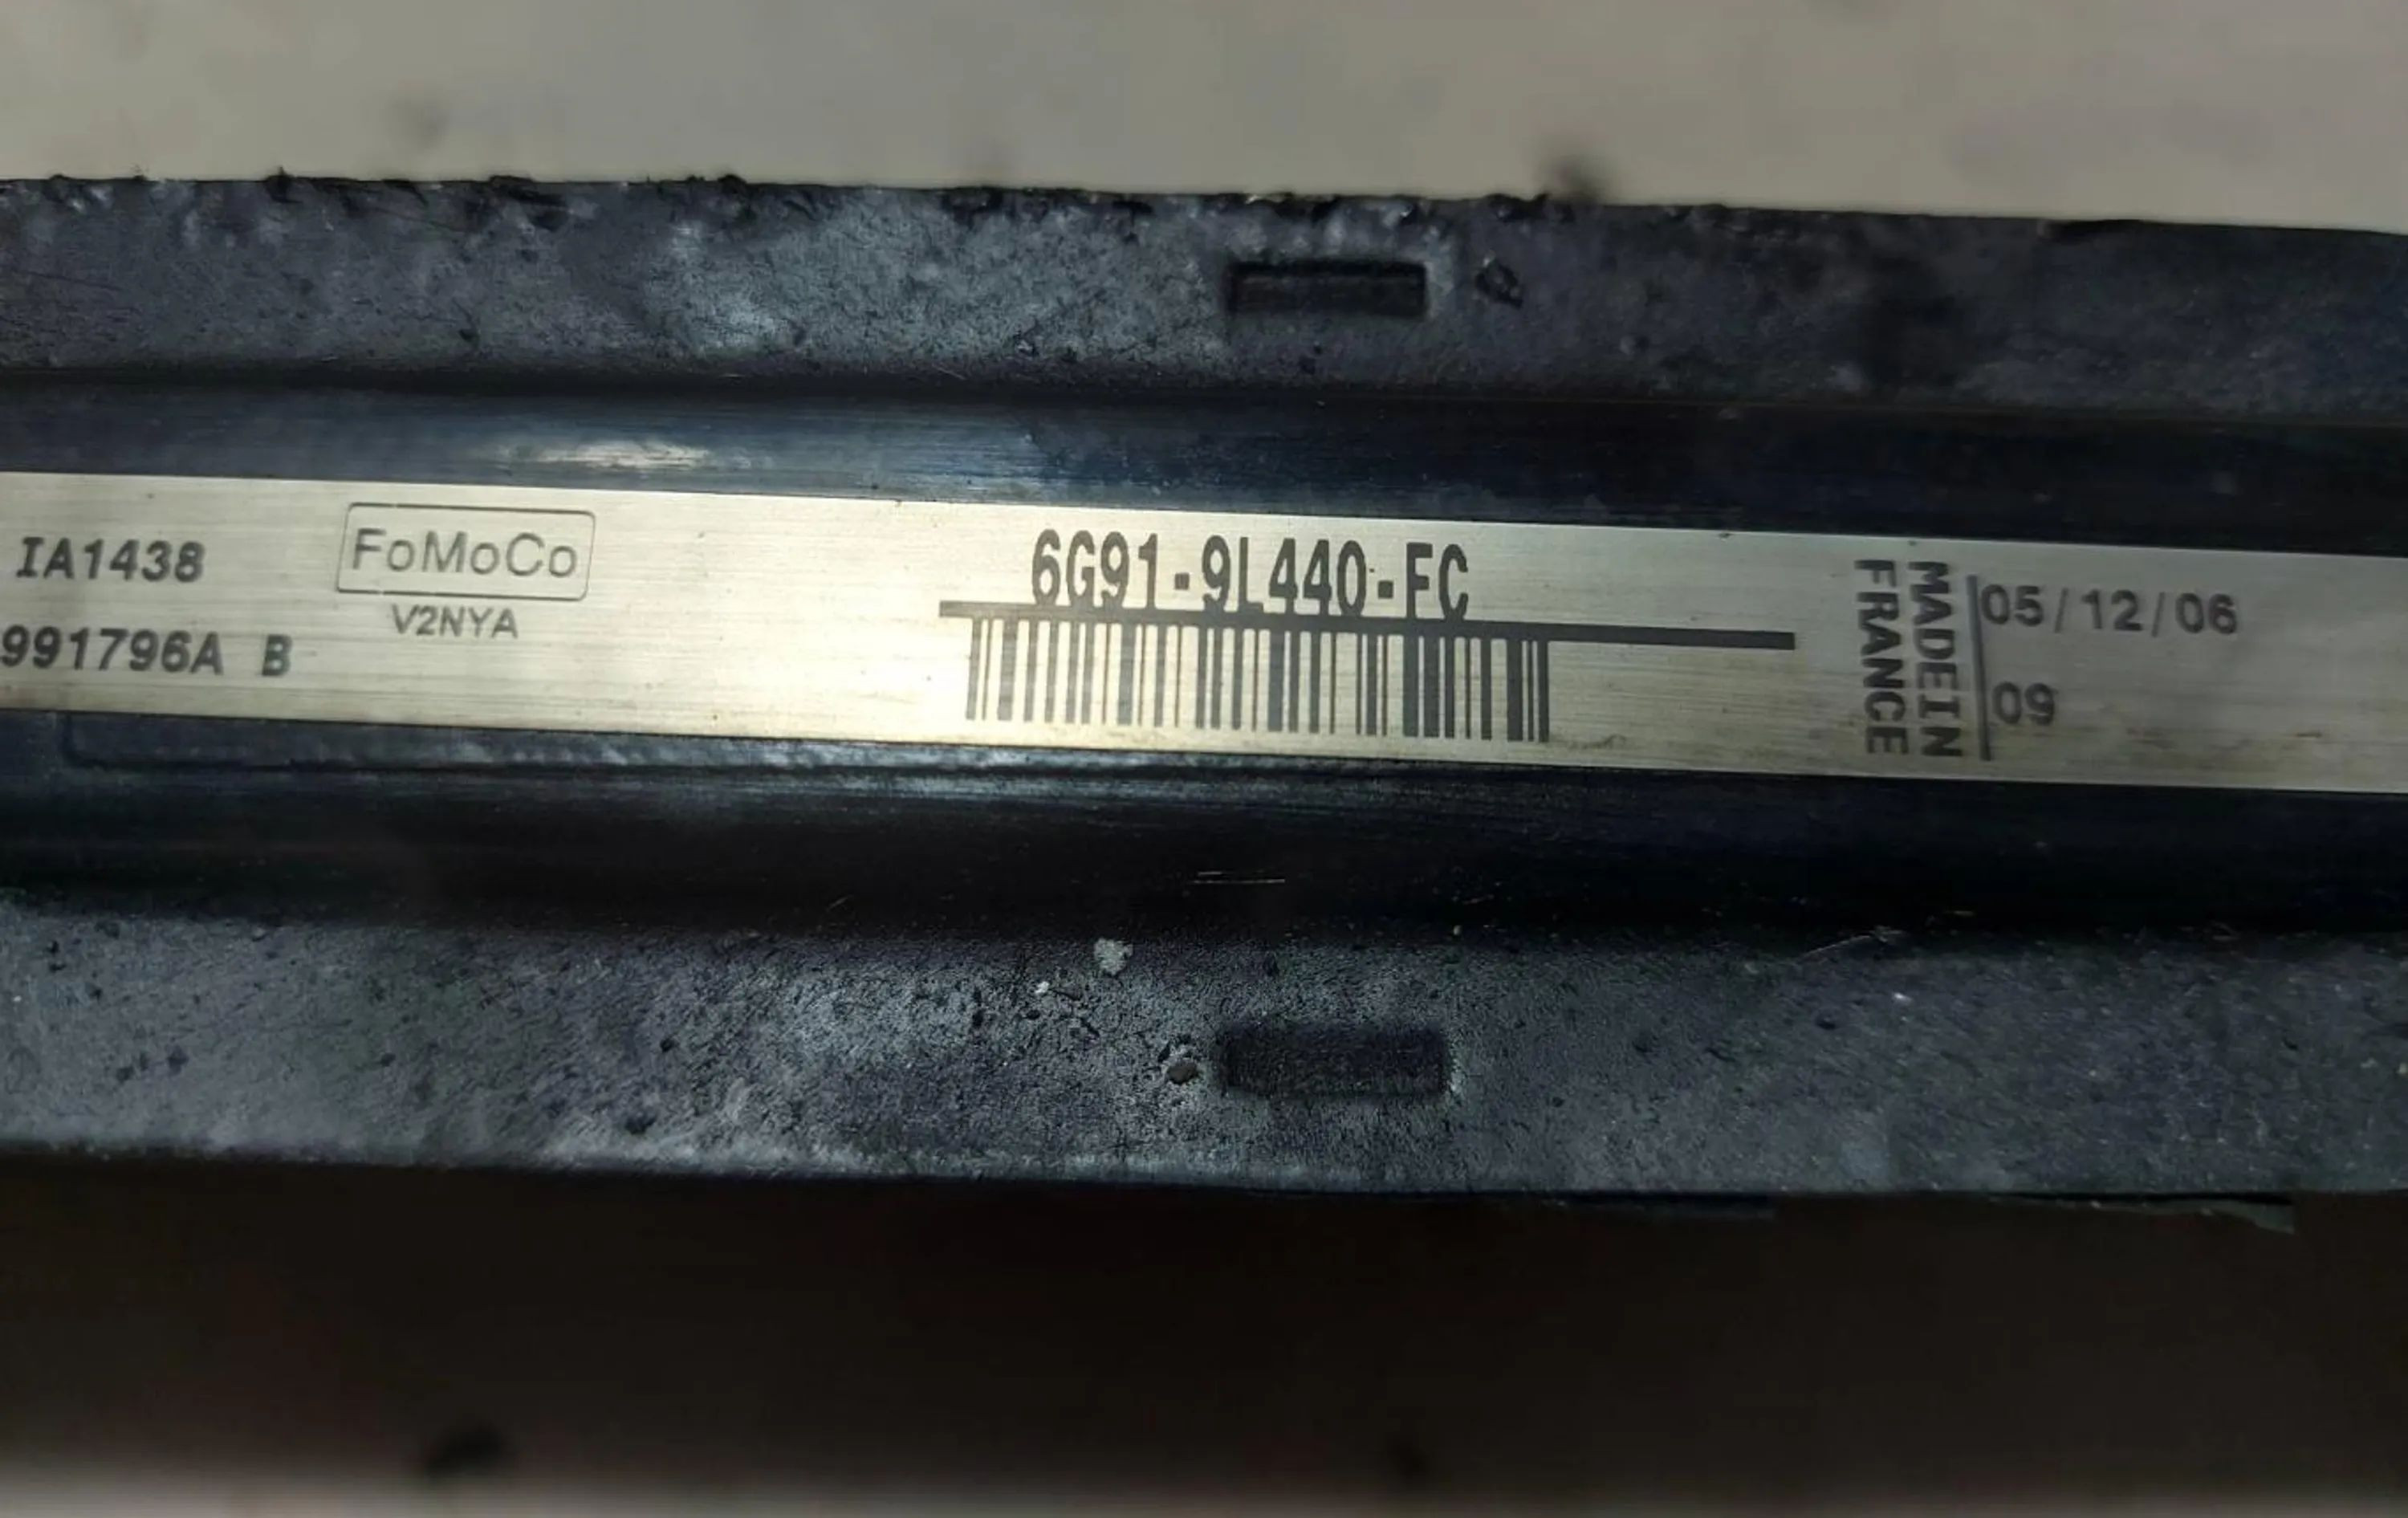 IA1438
991796A B
FoMoCo
V2NYA
6G91-9L440-FC
MADE IN
FRANCE
05/12/06
09